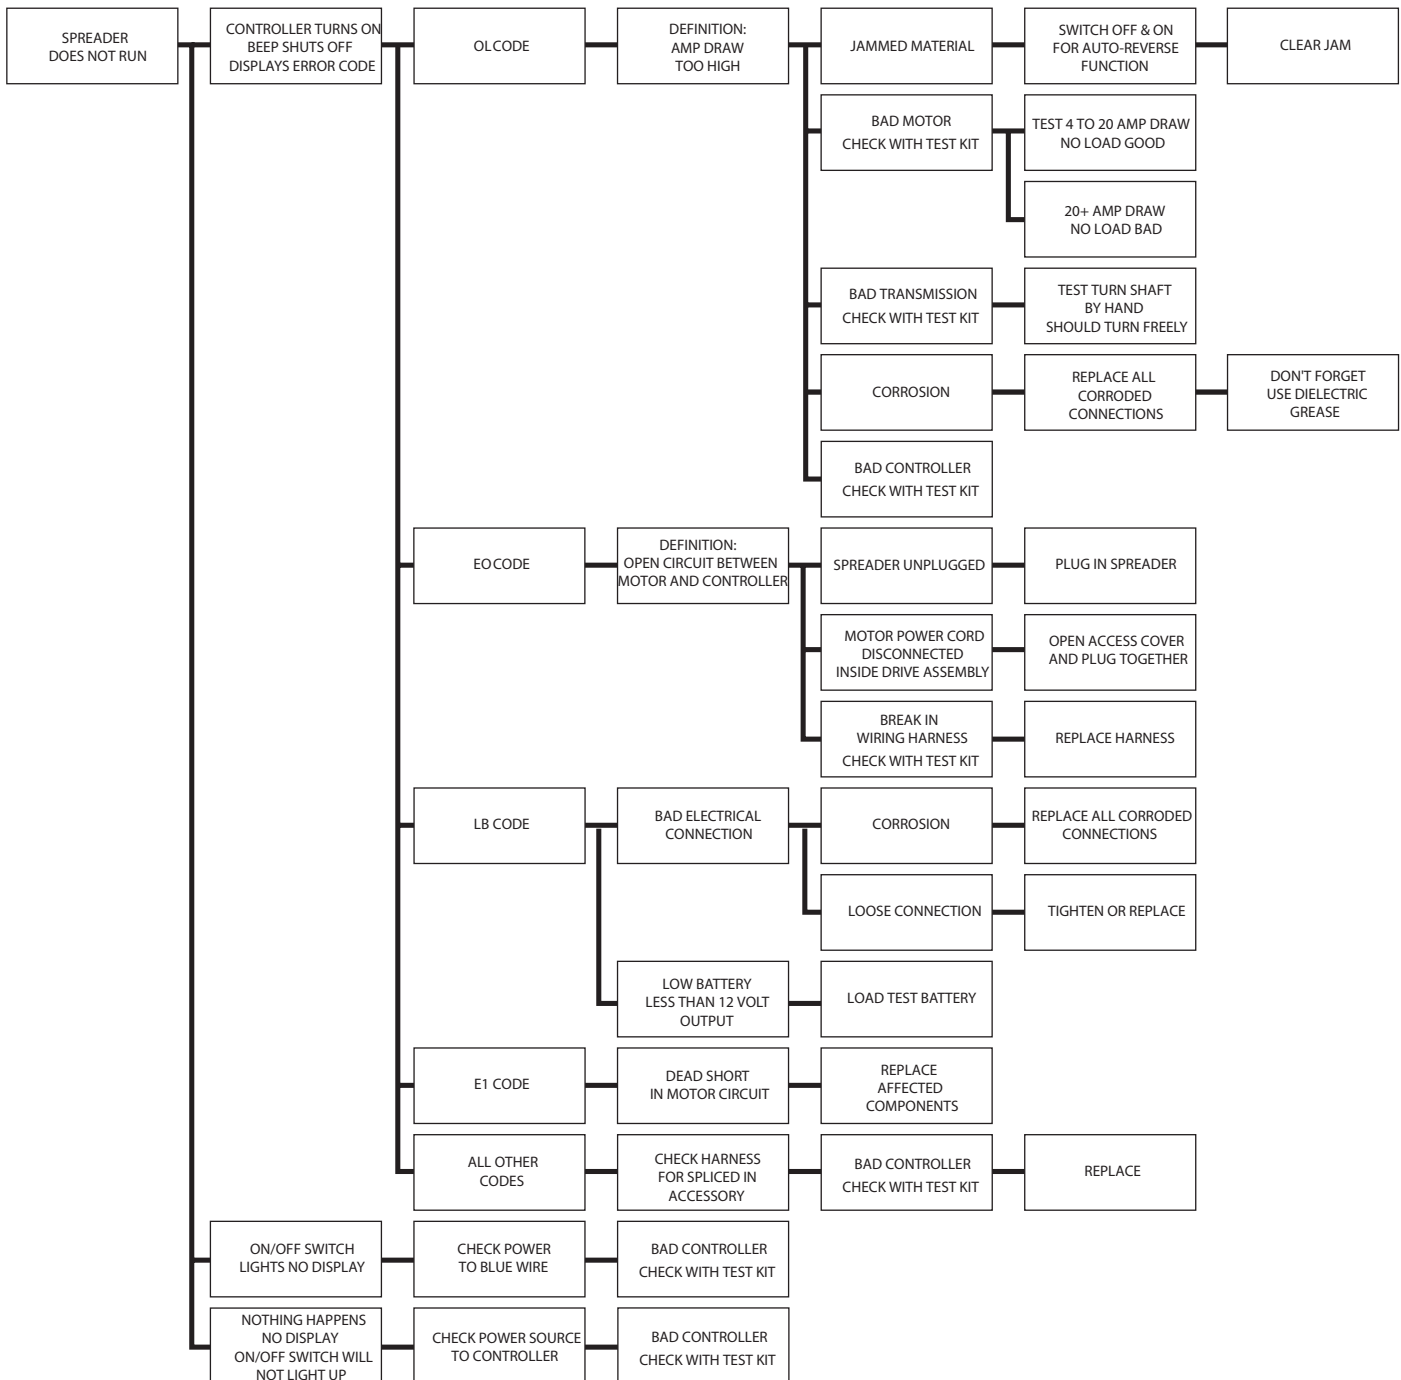 SPREADER
DOES NOT RUN
CONTROLLER TURNS ON
BEEP SHUTS OFF
DISPLAYS ERROR CODE
OL CODE
DEFINITION:
AMP DRAW
TOO HIGH
JAMMED MATERIAL
SWITCH OFF & ON
FOR AUTO-REVERSE
FUNCTION
CLEAR JAM
BAD MOTOR
CHECK WITH TEST KIT
TEST 4 TO 20 AMP DRAW
NO LOAD GOOD
20+ AMP DRAW
NO LOAD BAD
BAD TRANSMISSION
CHECK WITH TEST KIT
TEST TURN SHAFT
BY HAND
SHOULD TURN FREELY
CORROSION
REPLACE ALL
CORRODED
CONNECTIONS
DON'T FORGET
USE DIELECTRIC
GREASE
BAD CONTROLLER
CHECK WITH TEST KIT
EO CODE
DEFINITION:
OPEN CIRCUIT BETWEEN
MOTOR AND CONTROLLER
SPREADER UNPLUGGED
PLUG IN SPREADER
MOTOR POWER CORD
DISCONNECTED
INSIDE DRIVE ASSEMBLY
OPEN ACCESS COVER
AND PLUG TOGETHER
BREAK IN
WIRING HARNESS
CHECK WITH TEST KIT
REPLACE HARNESS
LB CODE
BAD ELECTRICAL
CONNECTION
CORROSION
REPLACE ALL CORRODED
CONNECTIONS
LOOSE CONNECTION
TIGHTEN OR REPLACE
LOW BATTERY
LESS THAN 12 VOLT
OUTPUT
LOAD TEST BATTERY
E1 CODE
DEAD SHORT
IN MOTOR CIRCUIT
REPLACE
AFFECTED
COMPONENTS
ALL OTHER
CODES
CHECK HARNESS
FOR SPLICED IN
ACCESSORY
BAD CONTROLLER
CHECK WITH TEST KIT
REPLACE
ON/OFF SWITCH
LIGHTS NO DISPLAY
CHECK POWER
TO BLUE WIRE
BAD CONTROLLER
CHECK WITH TEST KIT
NOTHING HAPPENS
NO DISPLAY
ON/OFF SWITCH WILL
NOT LIGHT UP
CHECK POWER SOURCE
TO CONTROLLER
BAD CONTROLLER
CHECK WITH TEST KIT